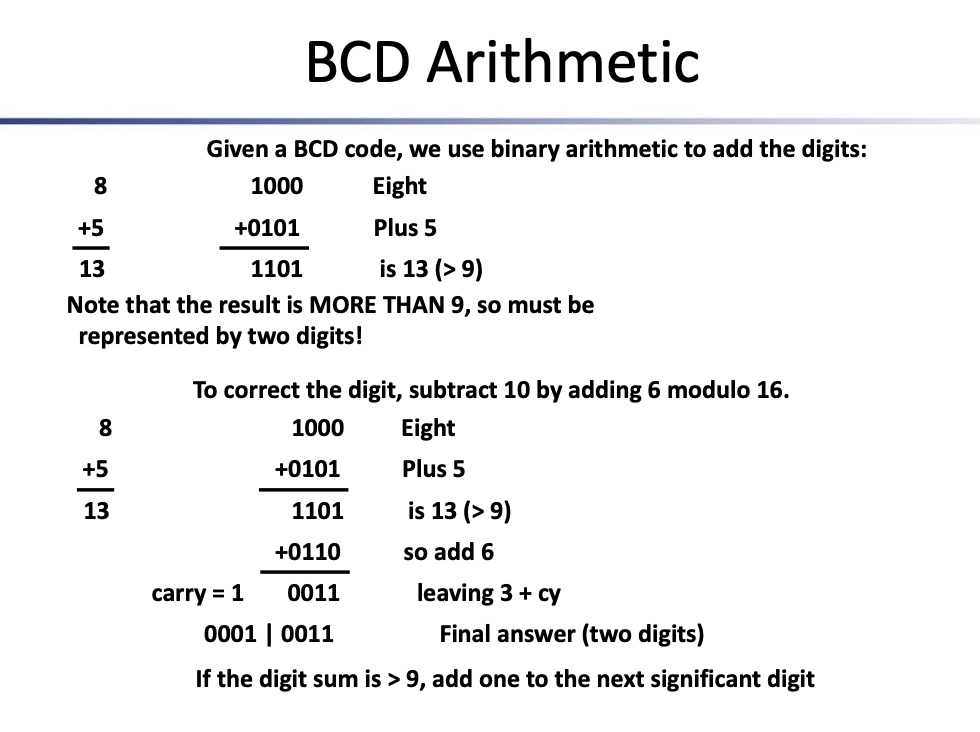 BCD Arithmetic
Given a BCD code, we use binary arithmetic to add the digits:
8 1000 Eight
+5 +0101 Plus 5
13 1101 is 13 (> 9)
Note that the result is MORE THAN 9, so must be
represented by two digits!
To correct the digit, subtract 10 by adding 6 modulo 16.
8 1000 Eight
+5 +0101 Plus 5
13 1101 is 13 (> 9)
+0110 so add 6
carry = 1 0011 leaving 3 + cy
0001 | 0011 Final answer (two digits)
If the digit sum is > 9, add one to the next significant digit